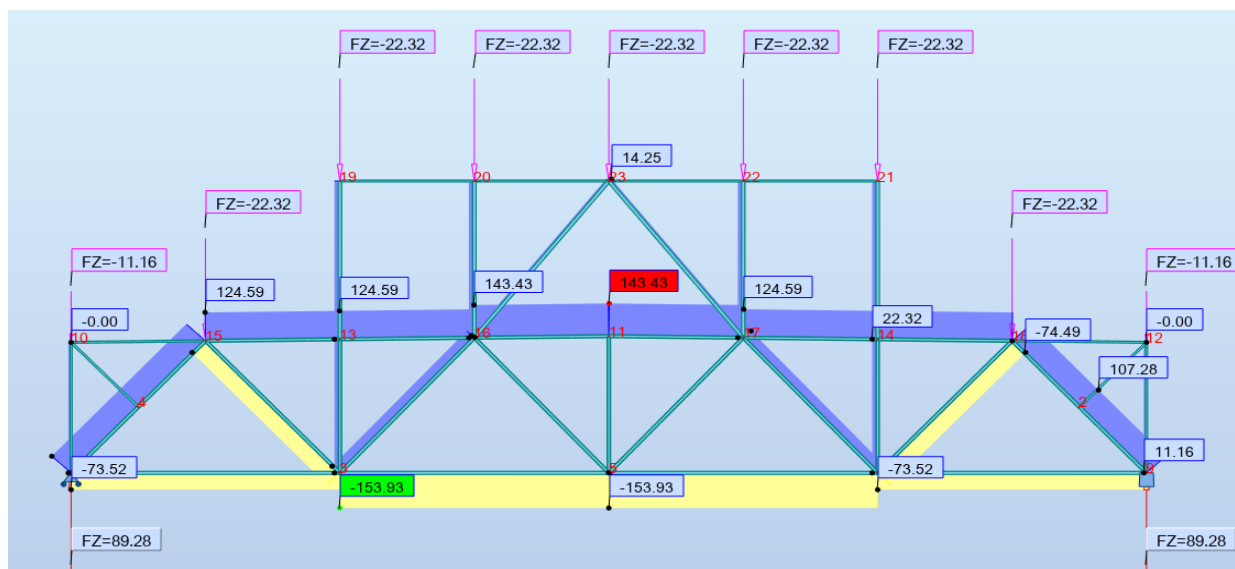 FZ=-22.32 FZ=-22.32 FZ=-22.32 FZ=-22.32 FZ=-22.32
14.25
19 20 23 22 21
FZ=-22.32 FZ=-22.32
FZ=-11.16 FZ=-11.16
124.59 124.59 143.43 143.43 124.59
-0.00 22.32 -74.49 -0.00
10 15 13 16 11 17 14 12
107.28
4 2
-73.52 3 5 -73.52 11.16 9
-153.93 -153.93
FZ=89.28 FZ=89.28